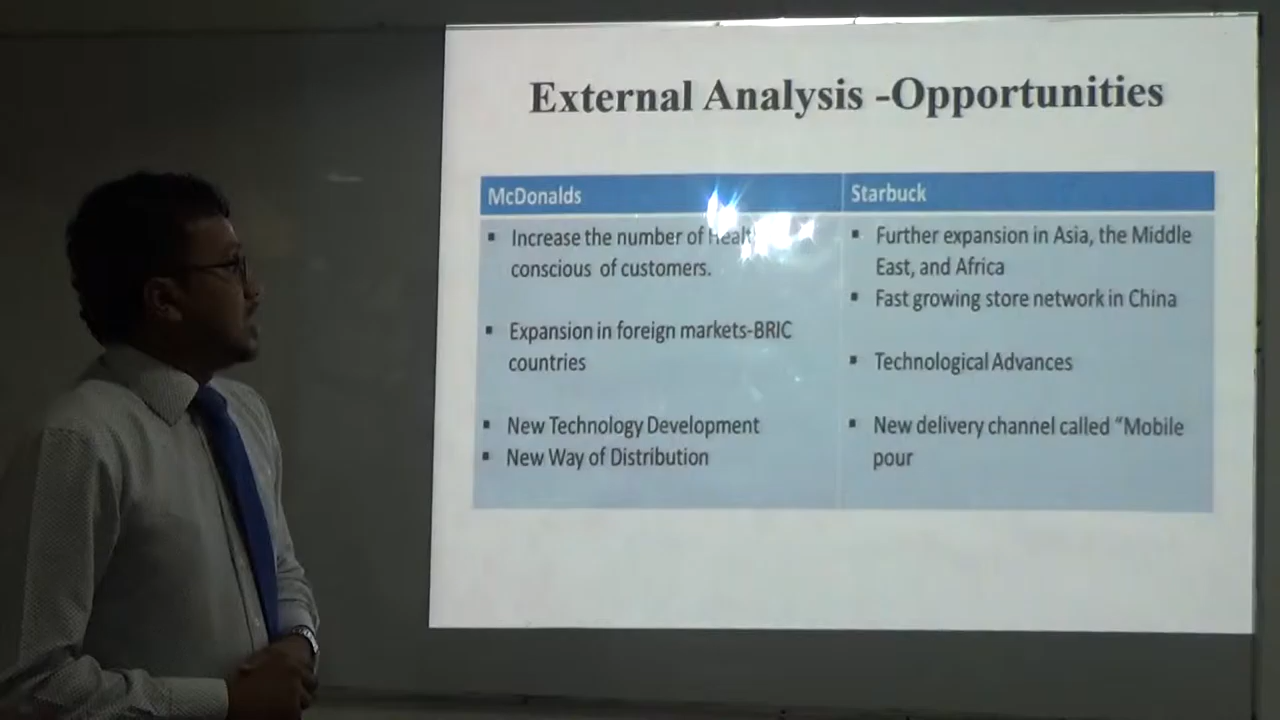 External Analysis -Opportunities
McDonalds
▪ Increase the number of
conscious of customers.
▪ Expansion in foreign markets-BRIC
countries
▪ New Technology Development
▪ New Way of Distribution
Starbuck
▪ Further expansion in Asia, the Middle
East, and Africa
▪ Fast growing store network in China
▪ Technological Advances
▪ New delivery channel called “Mobile
pour